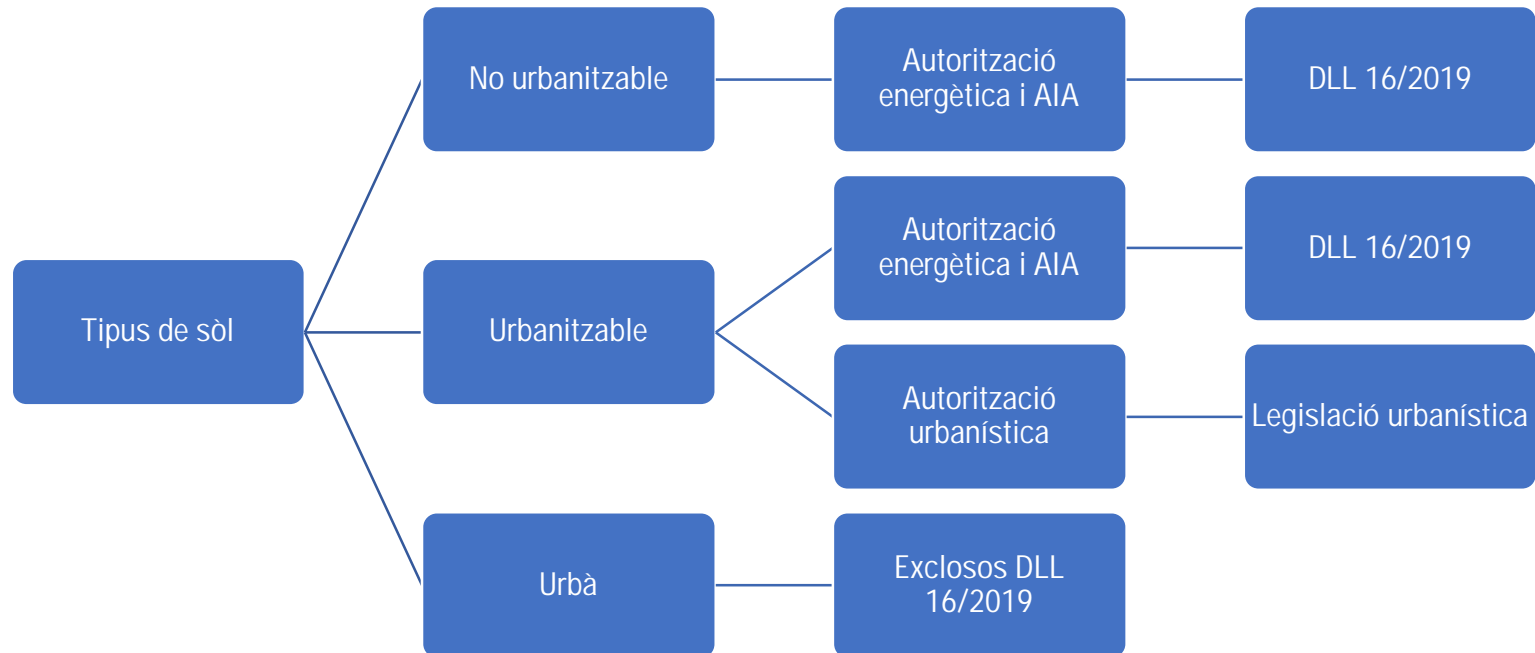 No urbanitzable
Autorització
energètica i AIA
DLL 16/2019
Tipus de sòl
Urbanitzable
Autorització
energètica i AIA
DLL 16/2019
Autorització
urbanística
Legislació urbanística
Urbà
Exclosos DLL
16/2019